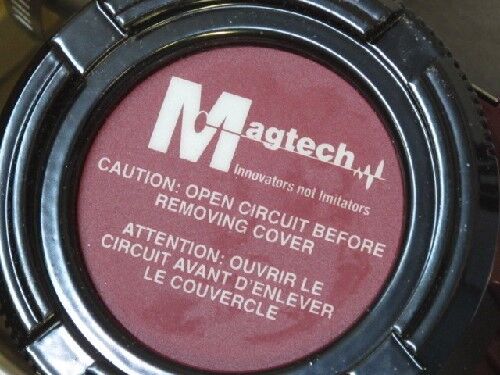 Magtech
Innovators not Imitators
CAUTION: OPEN CIRCUIT BEFORE
REMOVING COVER
ATTENTION: OUVRIR LE
CIRCUIT AVANT D'ENLEVER
LE COUVERCLE